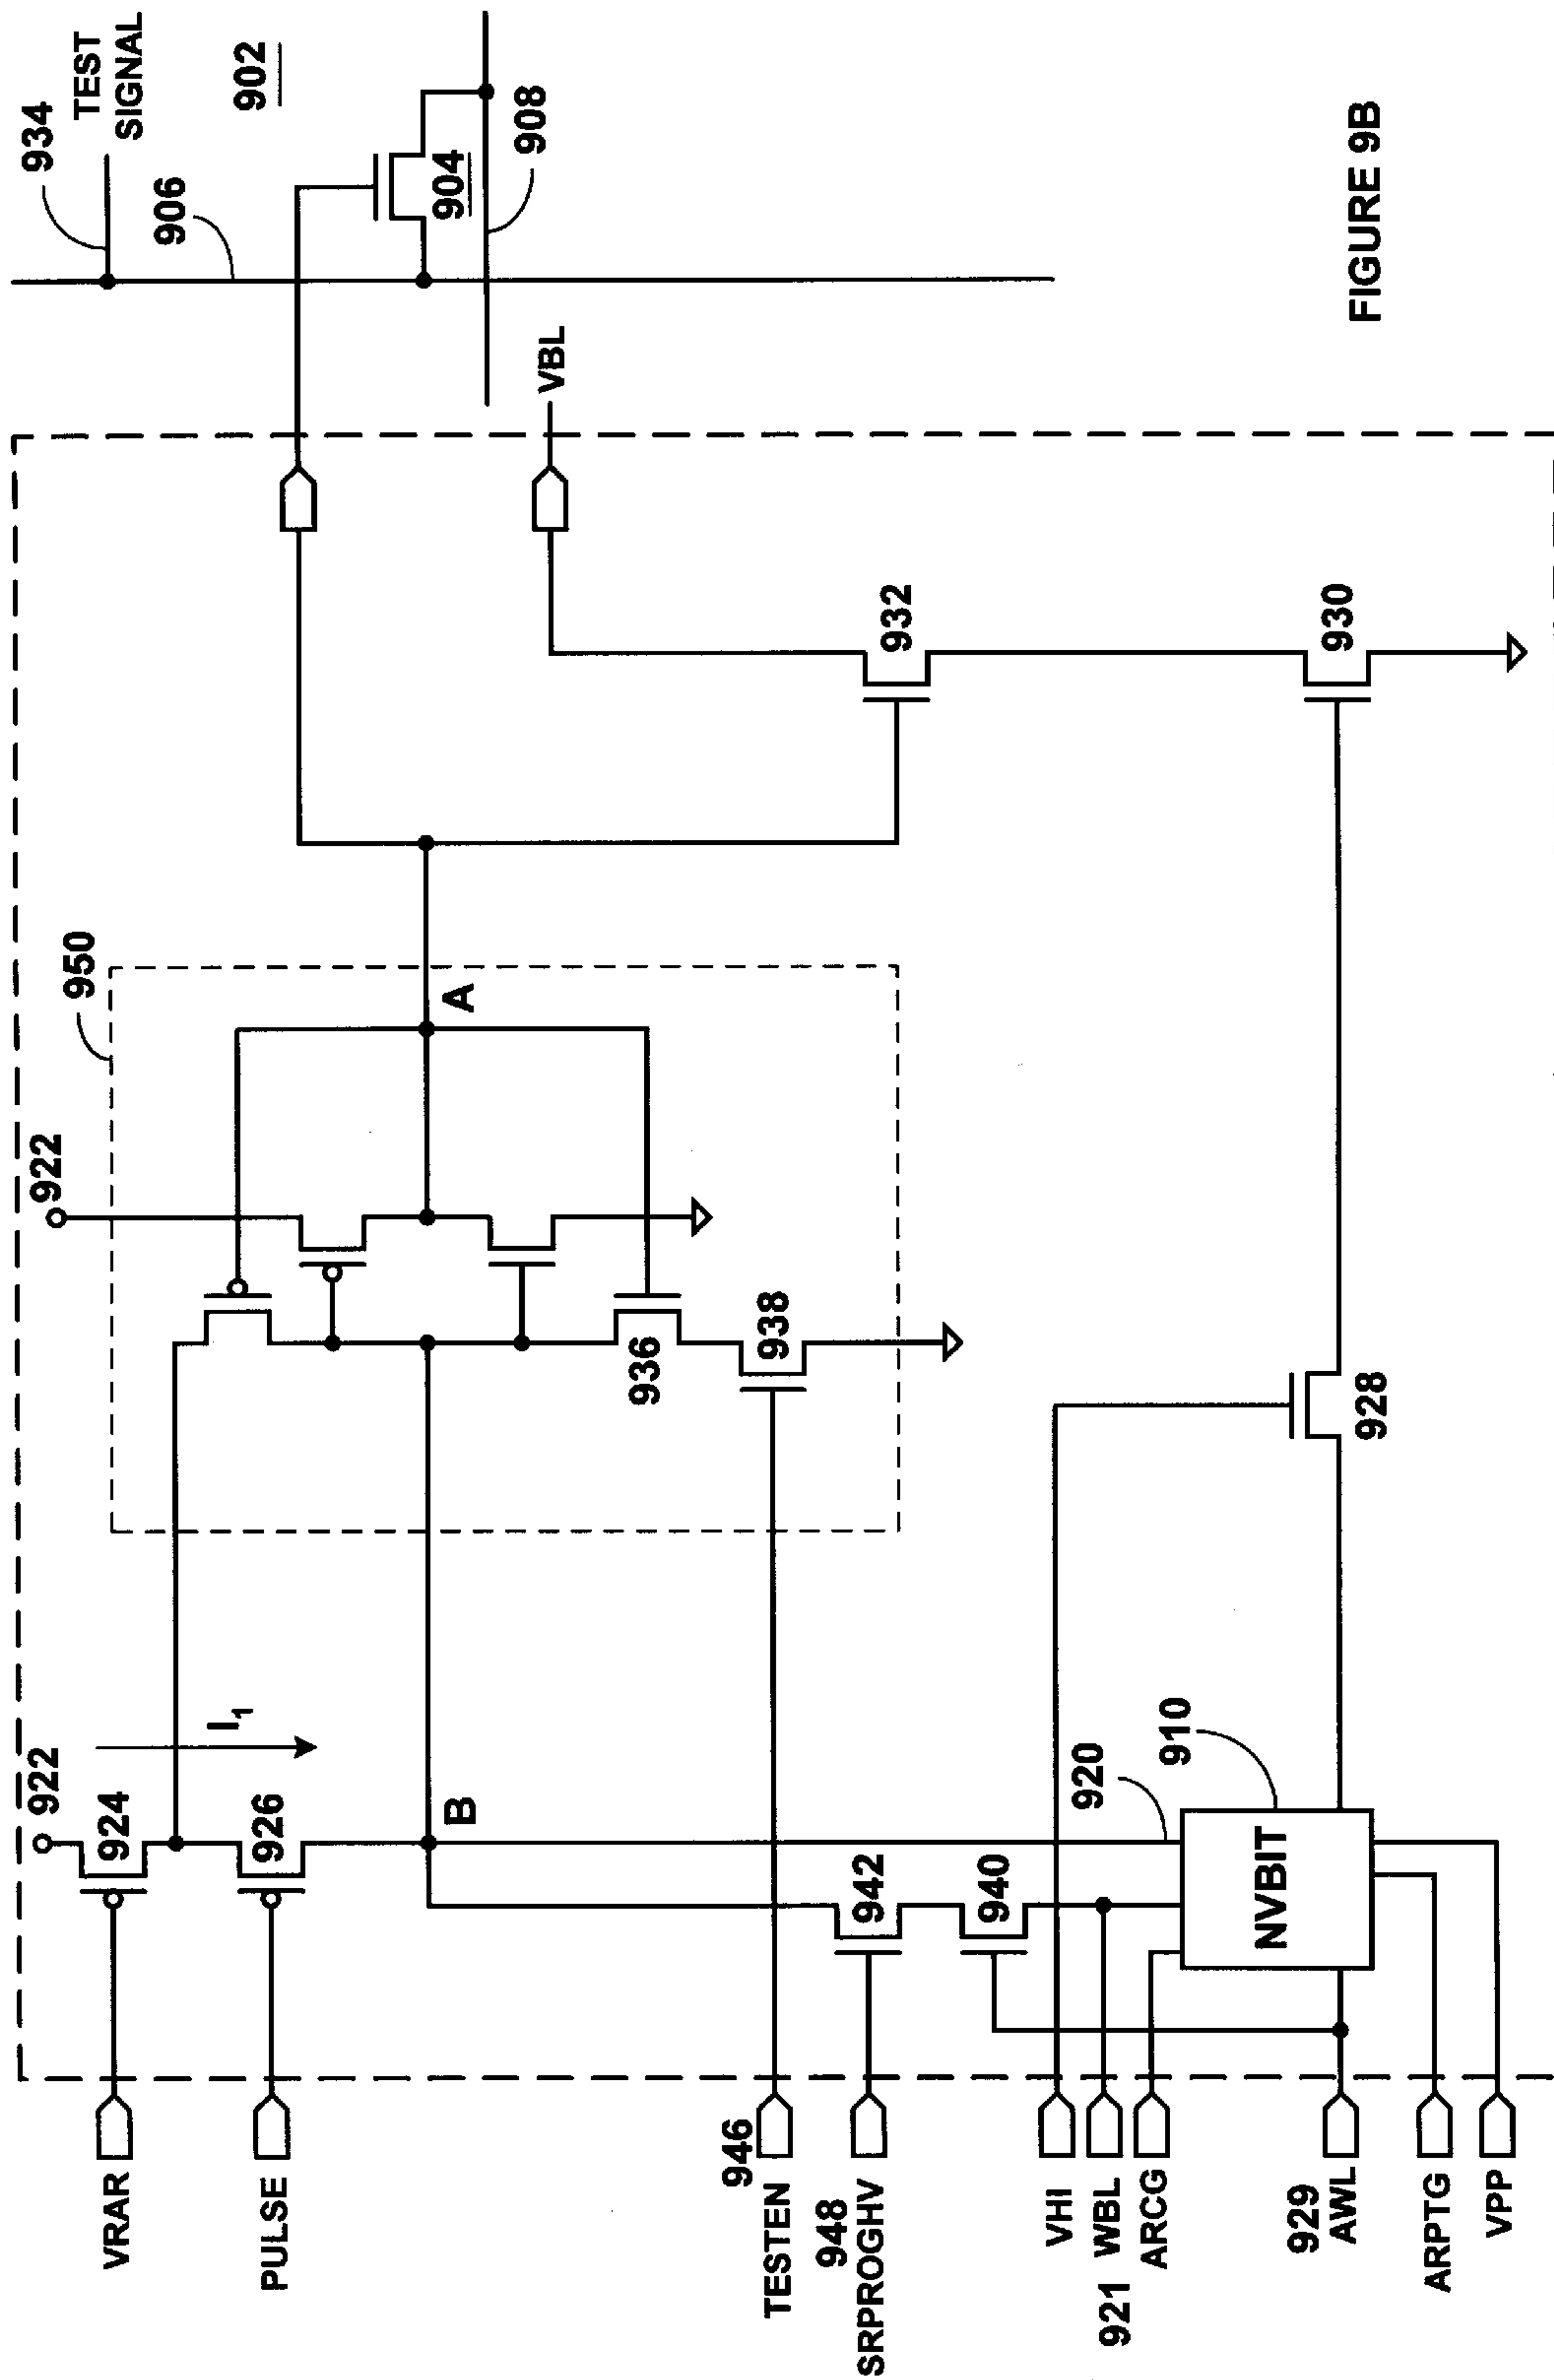 934
TEST
SIGNAL
906
902
904
908
VBL
932
930
950
922
A
936
938
928
922
924
I1
926
B
942
940
920
910
NVBIT
VRAR
PULSE
946
TESTEN
948
SRPROGHV
VHI
WBL
921
ARCG
929
AWL
ARPTG
VPP
FIGURE 9B